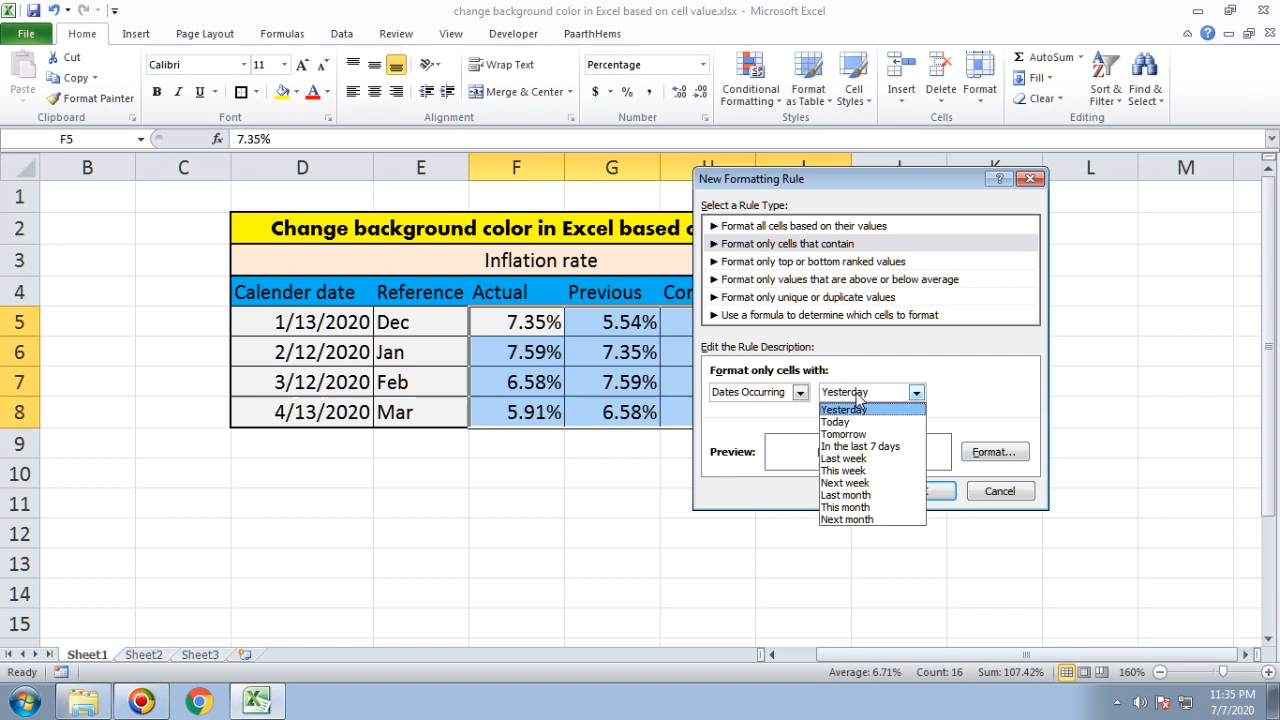 change background color in Excel based on cell value.xlsx - Microsoft Excel
File Home Insert Page Layout Formulas Data Review View Developer PaarthHems
Paste Cut Copy Format Painter Clipboard
Calibri 11 A A B I U A Font
Wrap Text Merge & Center Alignment
Percentage $ % , .0 .00 .00 .0 Number
Conditional Formatting Format as Table Cell Styles Styles
Insert Delete Format Cells
Σ AutoSum Fill Clear Sort & Filter Find & Select Editing
F5 fx 7.35%
B C D E F G H I J K L M
1
2 Change background color in Excel based
3 Inflation rate
4 Calender date Reference Actual Previous
5 1/13/2020 Dec 7.35% 5.54%
6 2/12/2020 Jan 7.59% 7.35%
7 3/12/2020 Feb 6.58% 7.59%
8 4/13/2020 Mar 5.91% 6.58%
9
10
11
12
13
14
15
New Formatting Rule
Select a Rule Type:
► Format all cells based on their values
► Format only cells that contain
► Format only top or bottom ranked values
► Format only values that are above or below average
► Format only unique or duplicate values
► Use a formula to determine which cells to format
Edit the Rule Description:
Format only cells with:
Dates Occurring Yesterday
Yesterday
Today
Tomorrow
In the last 7 days
Last week
This week
Next week
Last month
This month
Next month
Preview: Format...
Cancel
Sheet1 Sheet2 Sheet3
Ready Average: 6.71% Count: 16 Sum: 107.42% 160%
11:35 PM
7/7/2020